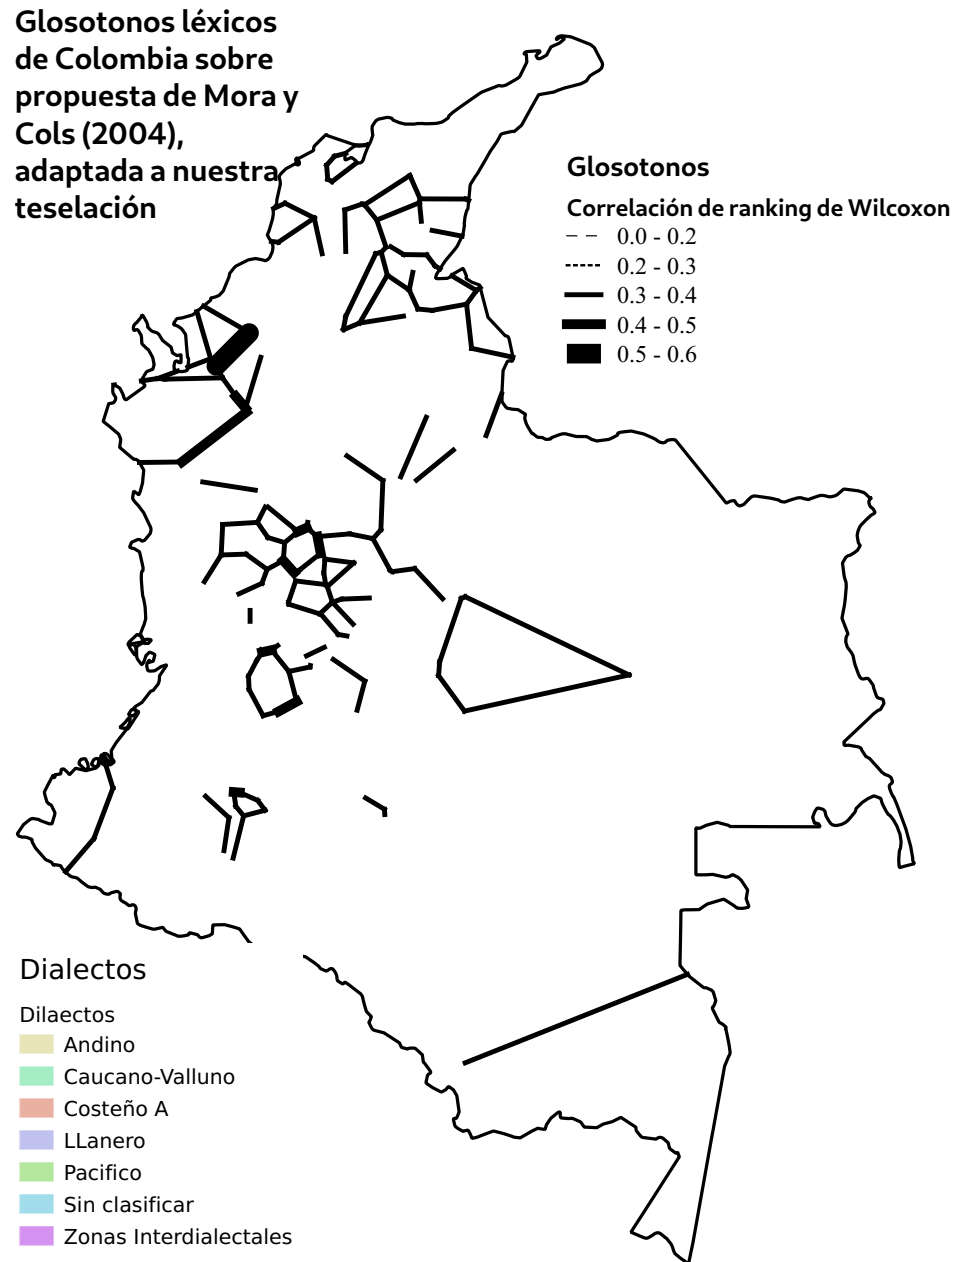 Glosotonos léxicos
de Colombia sobre
propuesta de Mora y
Cols (2004),
adaptada a nuestra
teselación
Glosotonos
Correlación de ranking de Wilcoxon
0.0 - 0.2
0.2 - 0.3
0.3 - 0.4
0.4 - 0.5
0.5 - 0.6
Dialectos
Dilaectos
Andino
Caucano-Valluno
Costeño A
LLanero
Pacifico
Sin clasificar
Zonas Interdialectales